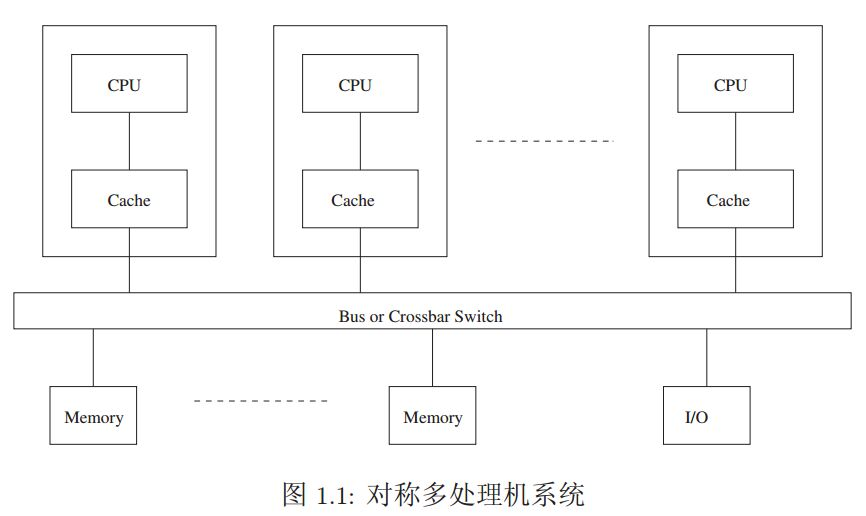 CPU CPU CPU
Cache Cache Cache
Bus or Crossbar Switch
Memory Memory I/O
图 1.1: 对称多处理机系统